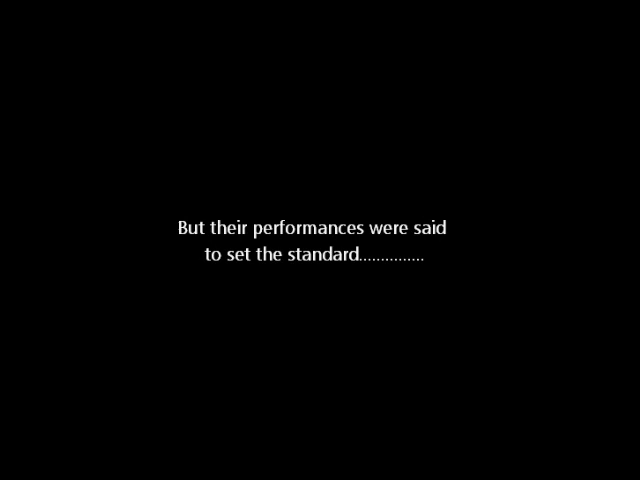 But their performances were said
to set the standard...............